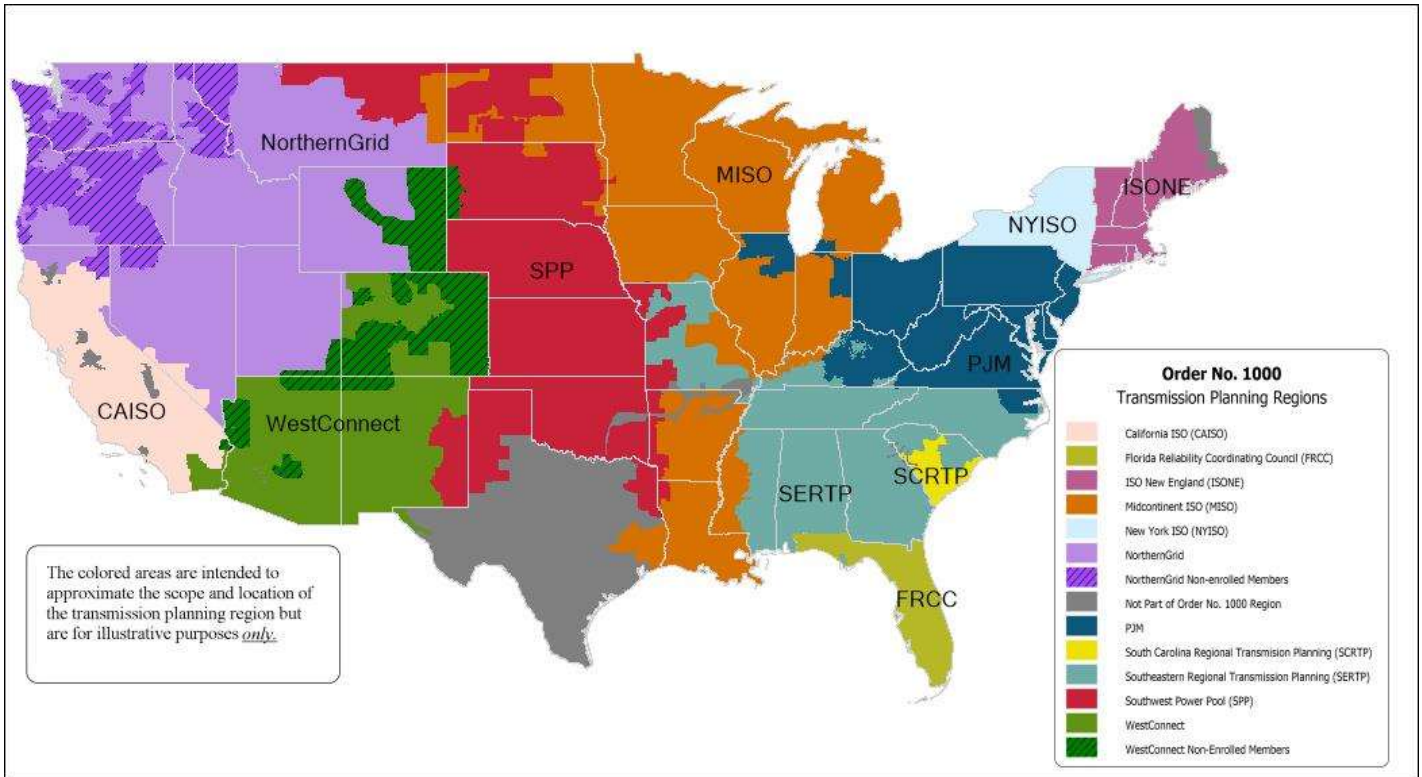 NorthernGrid
MISO
ISONE
NYISO
SPP
PJM
CAISO
WestConnect
SERTP
SCRTP
FRCC
The colored areas are intended to
approximate the scope and location of
the transmission planning region but
are for illustrative purposes only.
Order No. 1000
Transmission Planning Regions
California ISO (CAISO)
Florida Reliability Coordinating Council (FRCC)
ISO New England (ISONE)
Midcontinent ISO (MISO)
New York ISO (NYISO)
NorthernGrid
NorthernGrid Non-enrolled Members
Not Part of Order No. 1000 Region
PJM
South Carolina Regional Transmision Planning (SCRTP)
Southeastern Regional Transmission Planning (SERTP)
Southwest Power Pool (SPP)
WestConnect
WestConnect Non-Enrolled Members